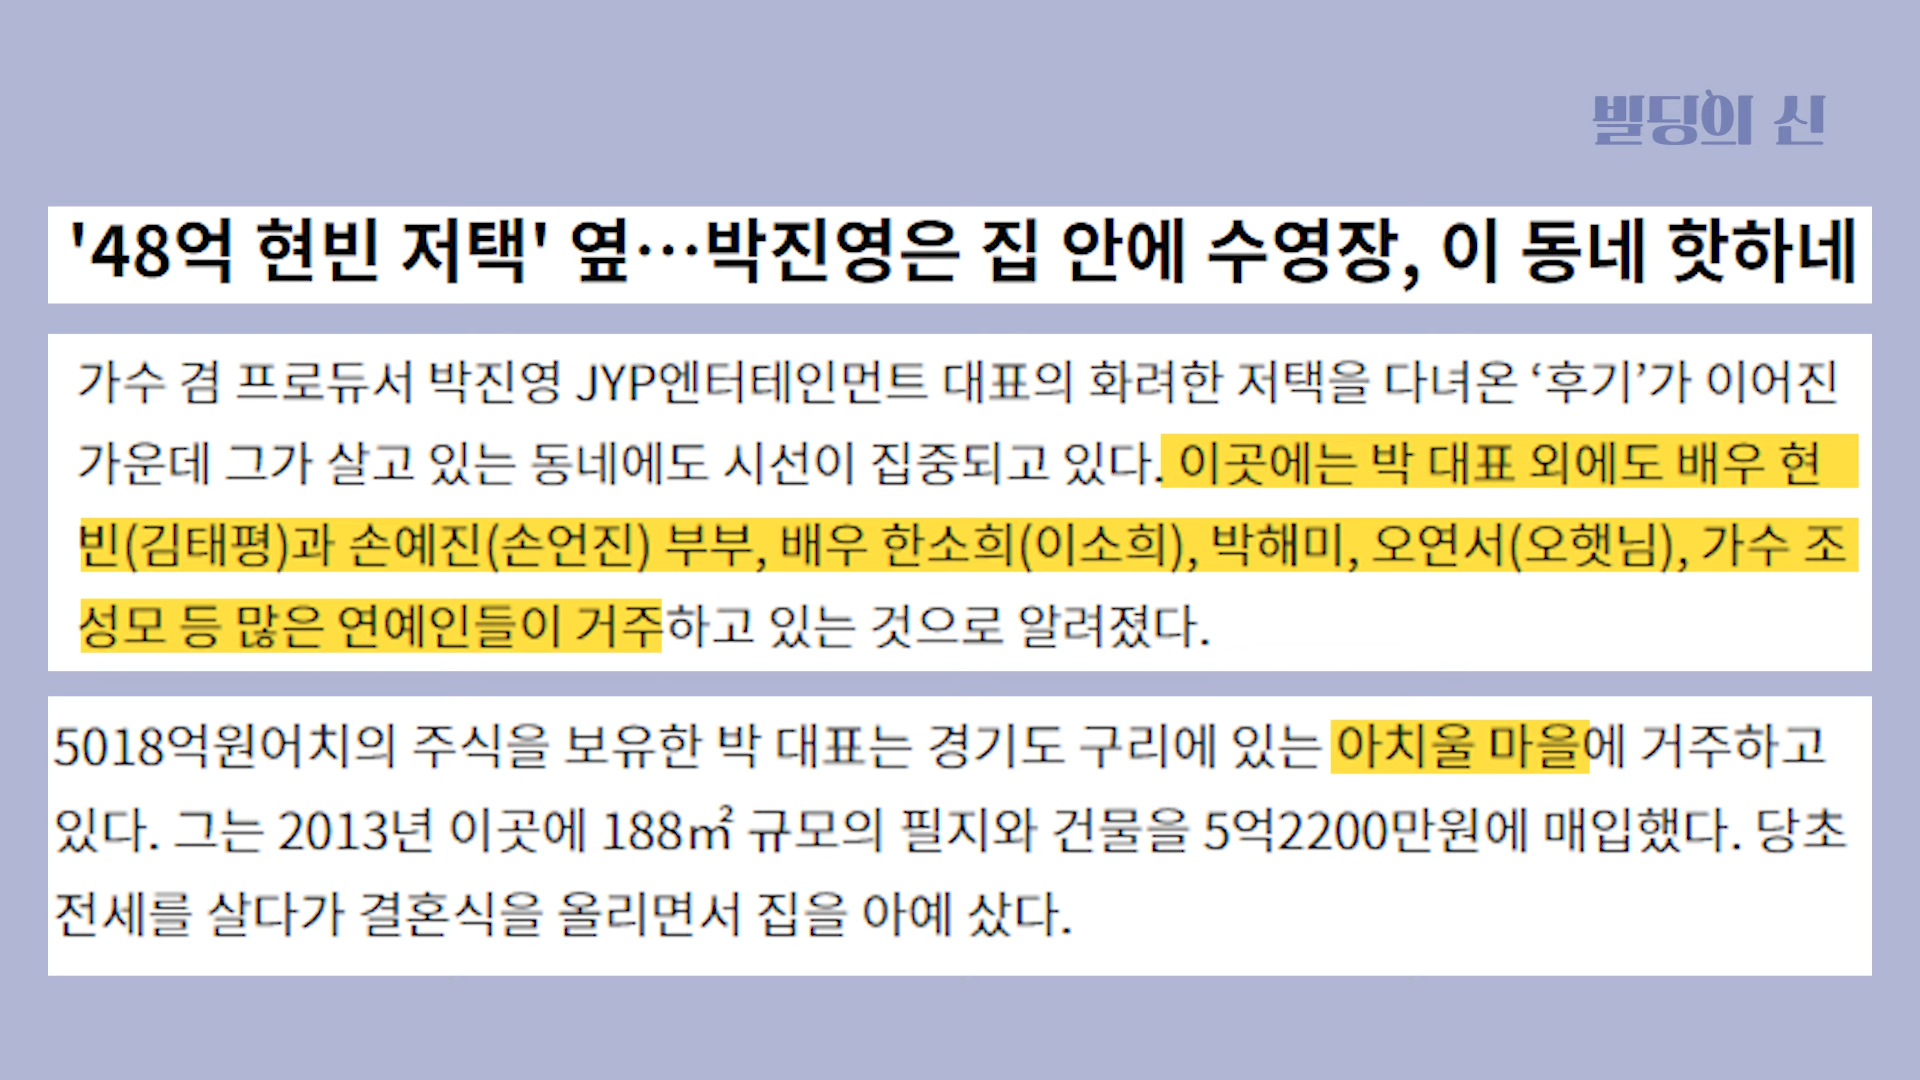 빌딩의 신
'48억 현빈 저택' 옆…박진영은 집 안에 수영장, 이 동네 핫하네
가수 겸 프로듀서 박진영 JYP엔터테인먼트 대표의 화려한 저택을 다녀온 ‘후기’가 이어진
가운데 그가 살고 있는 동네에도 시선이 집중되고 있다. 이곳에는 박 대표 외에도 배우 현
빈(김태평)과 손예진(손언진) 부부, 배우 한소희(이소희), 박해미, 오연서(오햇님), 가수 조
성모 등 많은 연예인들이 거주하고 있는 것으로 알려졌다.
5018억원어치의 주식을 보유한 박 대표는 경기도 구리에 있는 아치울 마을에 거주하고
있다. 그는 2013년 이곳에 188㎡ 규모의 필지와 건물을 5억2200만원에 매입했다. 당초
전세를 살다가 결혼식을 올리면서 집을 아예 샀다.